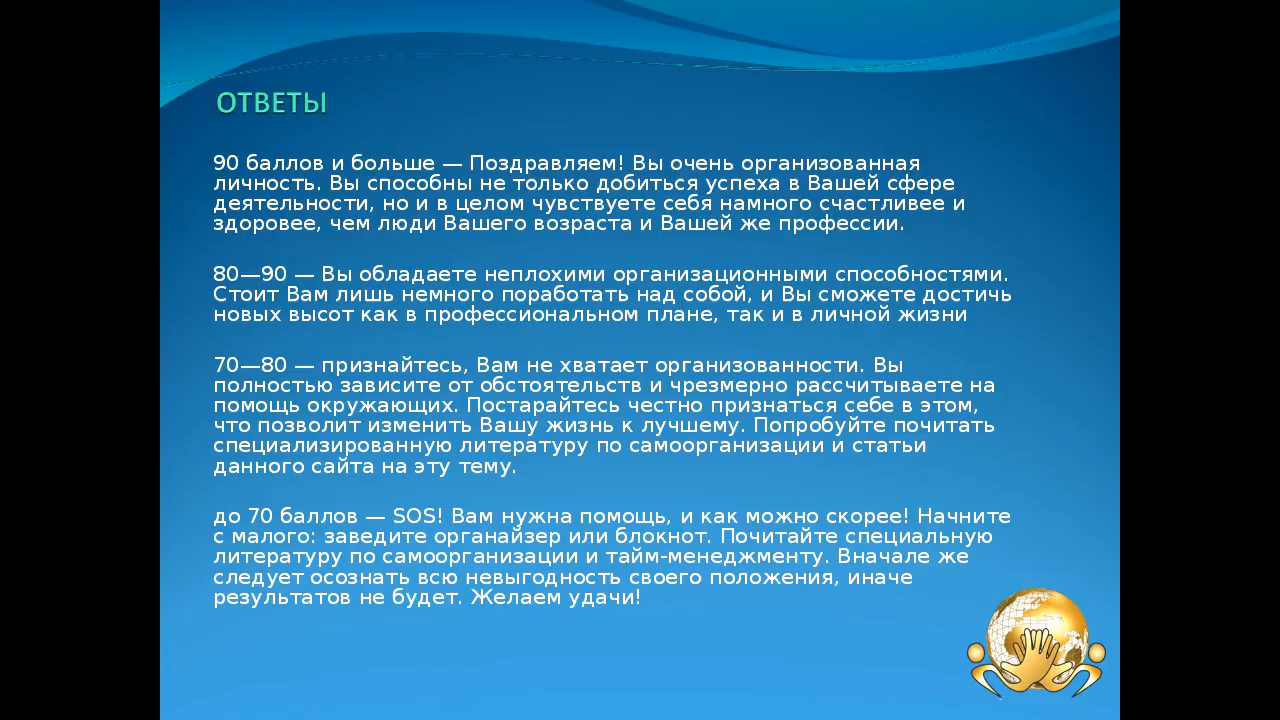 ОТВЕТЫ
90 баллов и больше — Поздравляем! Вы очень организованная
личность. Вы способны не только добиться успеха в Вашей сфере
деятельности, но и в целом чувствуете себя намного счастливее и
здоровее, чем люди Вашего возраста и Вашей же профессии.
80—90 — Вы обладаете неплохими организационными способностями.
Стоит Вам лишь немного поработать над собой, и Вы сможете достичь
новых высот как в профессиональном плане, так и в личной жизни
70—80 — признайтесь, Вам не хватает организованности. Вы
полностью зависите от обстоятельств и чрезмерно рассчитываете на
помощь окружающих. Постарайтесь честно признаться себе в этом,
что позволит изменить Вашу жизнь к лучшему. Попробуйте почитать
специализированную литературу по самоорганизации и статьи
данного сайта на эту тему.
до 70 баллов — SOS! Вам нужна помощь, и как можно скорее! Начните
с малого: заведите органайзер или блокнот. Почитайте специальную
литературу по самоорганизации и тайм-менеджменту. Вначале же
следует осознать всю невыгодность своего положения, иначе
результатов не будет. Желаем удачи!